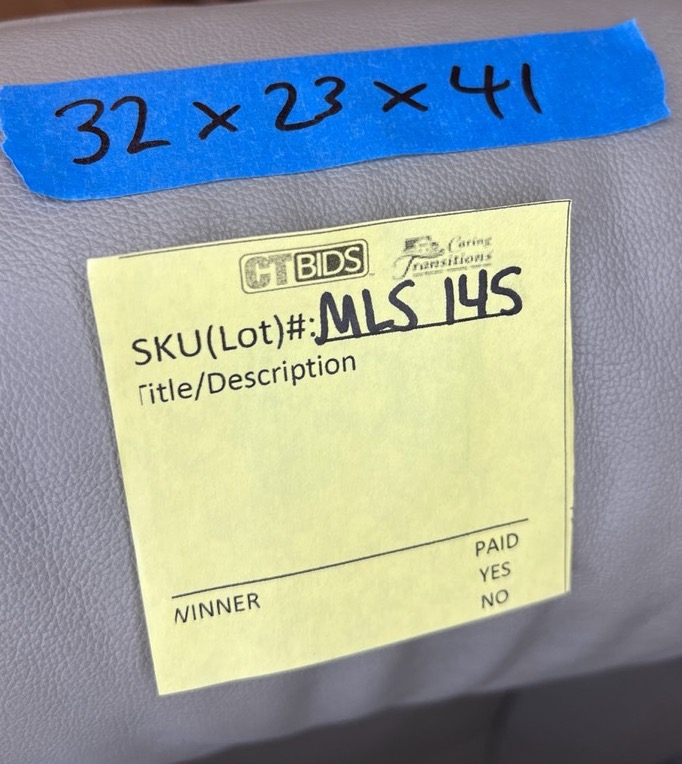 32 x 23 x 41
CTBIDS
Caring Transitions
SKU(Lot)#: MLS 145
Title/Description
PAID
YES
WINNER
NO